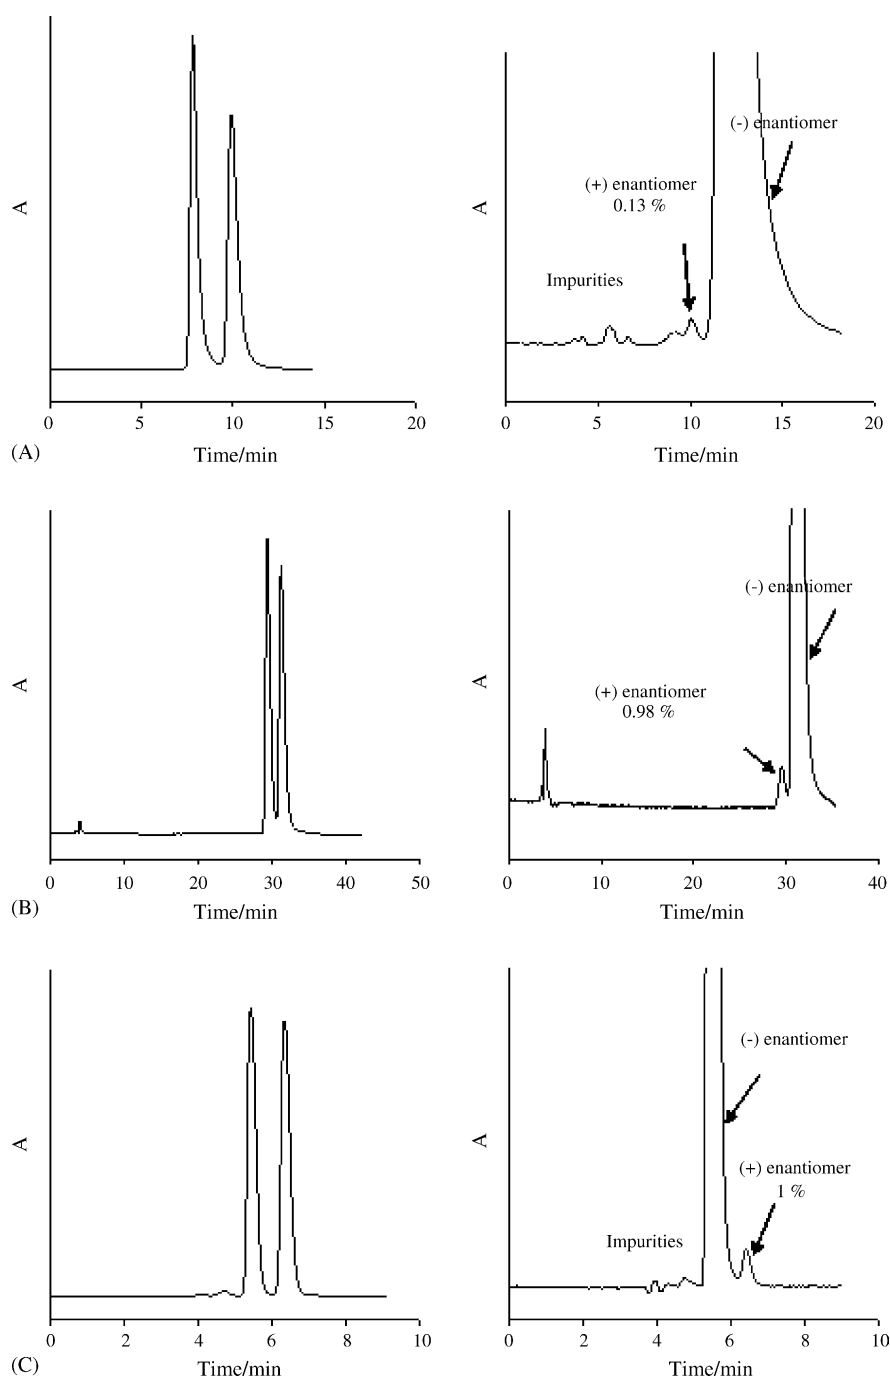 A
0 5 10 15 20
Time/min
(A)
A
(-) enantiomer
(+) enantiomer
0.13 %
Impurities
0 5 10 15 20
Time/min
A
0 10 20 30 40 50
Time/min
(B)
A
(-) enantiomer
(+) enantiomer
0.98 %
0 10 20 30 40
Time/min
A
0 2 4 6 8 10
Time/min
(C)
A
(-) enantiomer
(+) enantiomer
1 %
Impurities
0 2 4 6 8 10
Time/min